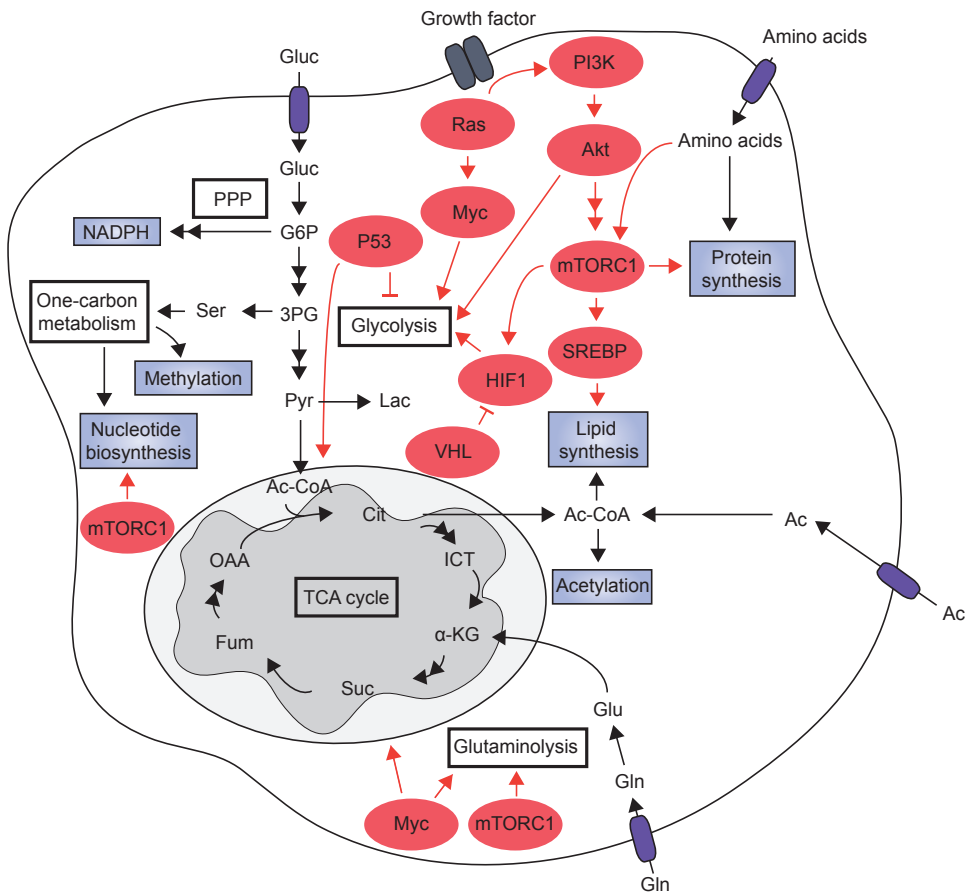 Growth factor
Amino acids
Gluc
PI3K
Ras
Akt
Amino acids
Gluc
PPP
Myc
NADPH
G6P
P53
mTORC1
Protein
synthesis
One-carbon
metabolism
Ser
3PG
Glycolysis
SREBP
Methylation
HIF1
Pyr
Lac
Nucleotide
biosynthesis
VHL
Lipid
synthesis
Ac-CoA
mTORC1
Cit
Ac-CoA
Ac
OAA
ICT
TCA cycle
Acetylation
Ac
α-KG
Fum
Suc
Glu
Glutaminolysis
Gln
Myc
mTORC1
Gln